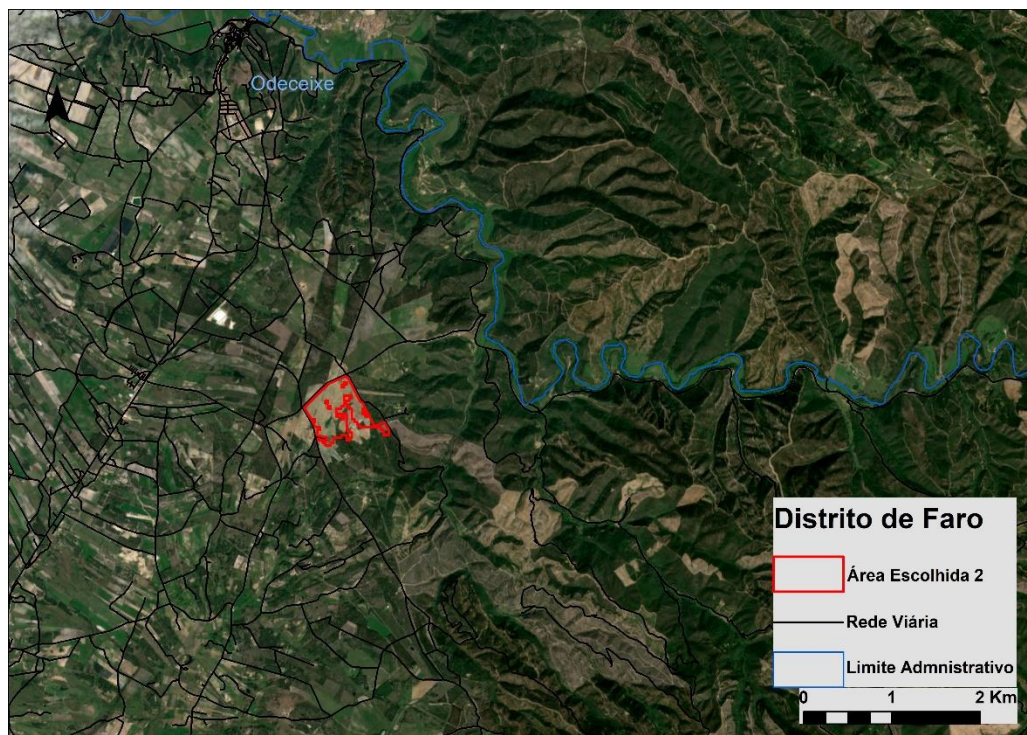 Odeceixe
Distrito de Faro
Área Escolhida 2
Rede Viária
Limite Admnistrativo
0 1 2 Km